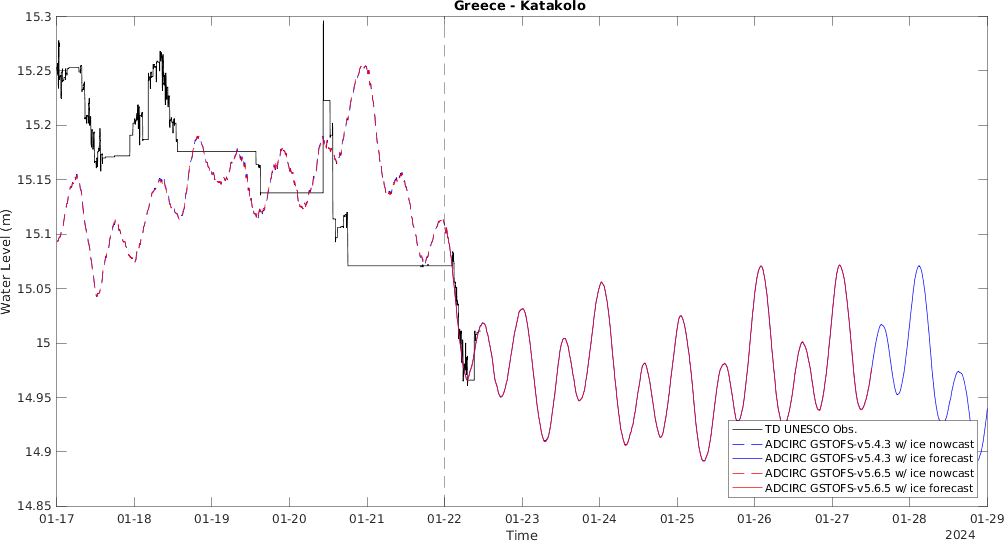 Greece - Katakolo
15.3
15.25
15.2
15.15
15.1
15.05
15
14.95
14.9
14.85
Water Level (m)
TD UNESCO Obs.
ADCIRC GSTOFS-v5.4.3 w/ ice nowcast
ADCIRC GSTOFS-v5.4.3 w/ ice forecast
ADCIRC GSTOFS-v5.6.5 w/ ice nowcast
ADCIRC GSTOFS-v5.6.5 w/ ice forecast
01-17 01-18 01-19 01-20 01-21 01-22 01-23 01-24 01-25 01-26 01-27 01-28 01-29
Time
2024